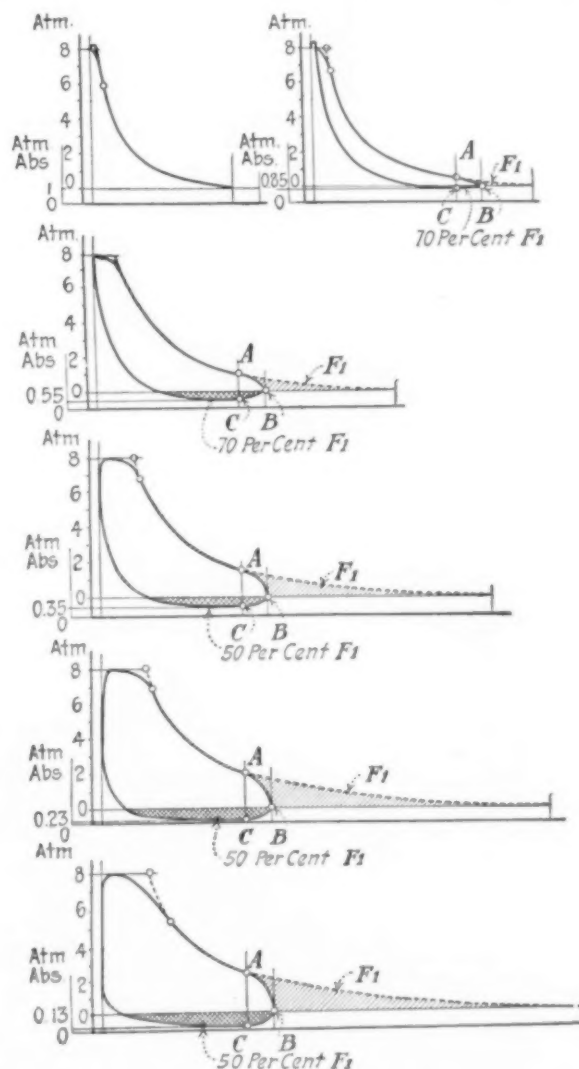 Atm. Atm.
8 8
6 6
4 4
2 2 A
Atm Abs Atm. Abs. F1
1 0 0.85 0
C B
70 Per Cent F1
Atm.
8
6
4
Atm Abs
2 A
F1
0
0.55
0 C B
70 Per Cent F1
Atm
8
6
4
Atm Abs
2 A
F1
0
0.35
0 C B
50 Per Cent F1
Atm
8
6
4
Atm Abs
2 A
F1
0
0.23
0 C B
50 Per Cent F1
Atm
8
6
4
Atm Abs
2 A
F1
0.13 0
0 C B
50 Per Cent F1